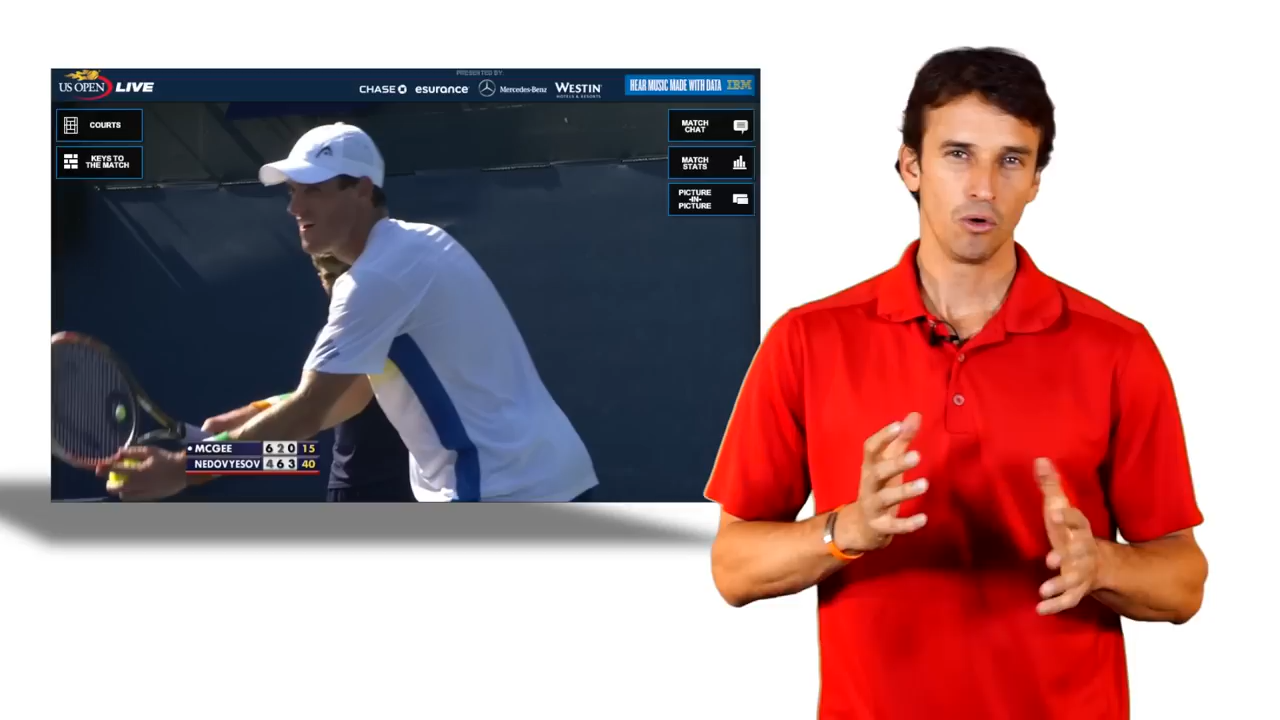 PRESENTED BY:
US OPEN LIVE
CHASE esurance Mercedes-Benz WESTIN
HOTELS & RESORTS
HEAR MUSIC MADE WITH DATA IBM
COURTS
KEYS TO
THE MATCH
MATCH
CHAT
MATCH
STATS
PICTURE
-IN-
PICTURE
• MCGEE 6 2 0 15
NEDOVYESOV 4 6 3 40